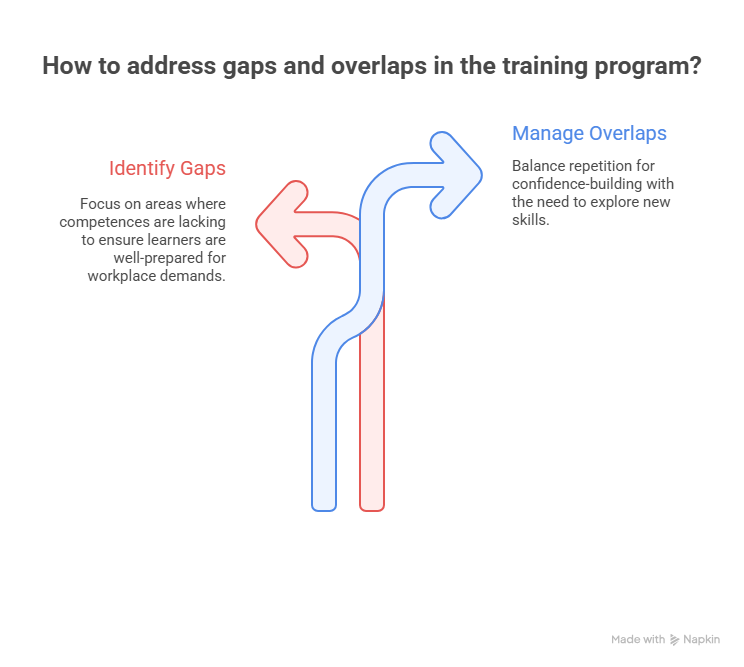 How to address gaps and overlaps in the training program?
Identify Gaps
Focus on areas where
competences are lacking
to ensure learners are
well-prepared for
workplace demands.
Manage Overlaps
Balance repetition for
confidence-building with
the need to explore new
skills.
Made with Napkin